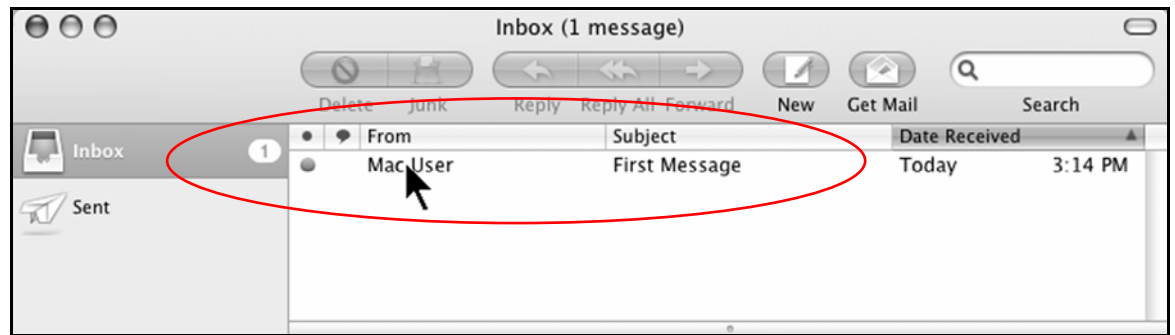 Inbox (1 message)
Delete Junk Reply Reply All Forward New Get Mail Search
Inbox 1
From Subject Date Received
Mac User First Message Today 3:14 PM
Sent